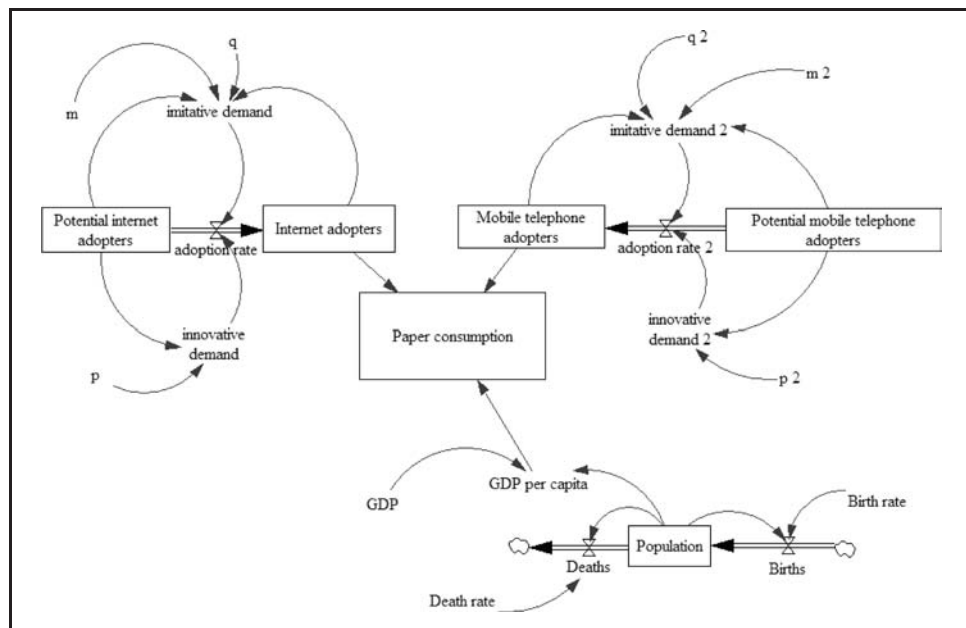 q
m
imitative demand
Potential internet
adopters
adoption rate
Internet adopters
innovative
demand
p
q 2
m 2
imitative demand 2
Mobile telephone
adopters
adoption rate 2
Potential mobile telephone
adopters
innovative
demand 2
p 2
Paper consumption
GDP
GDP per capita
Birth rate
Population
Deaths
Births
Death rate